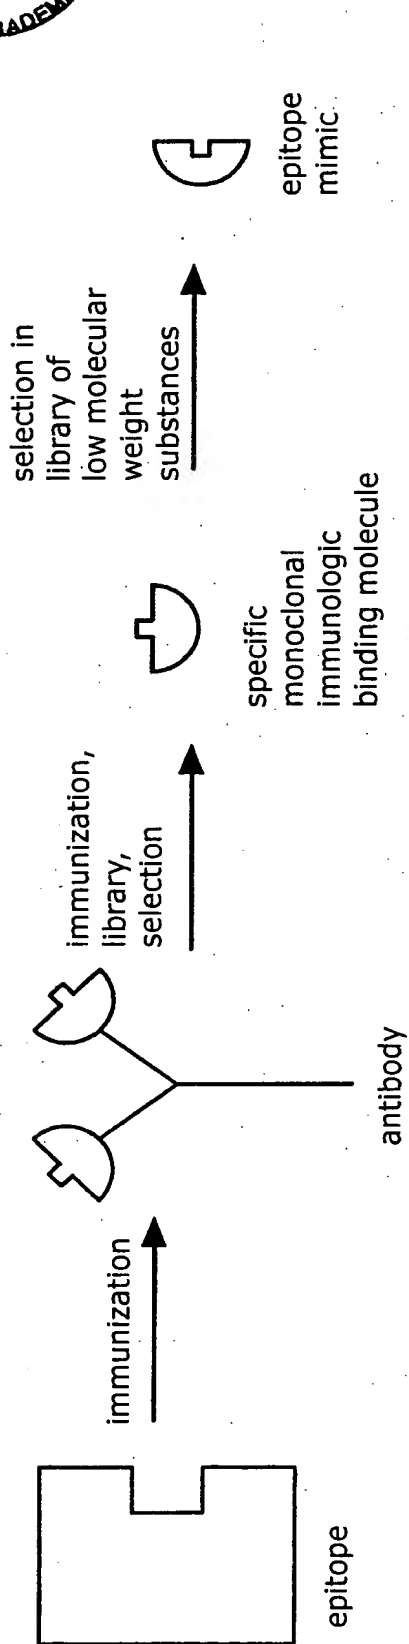 epitope
immunization
antibody
immunization,
library,
selection
specific
monoclonal
immunologic
binding molecule
selection in
library of
low molecular
weight
substances
epitope
mimic